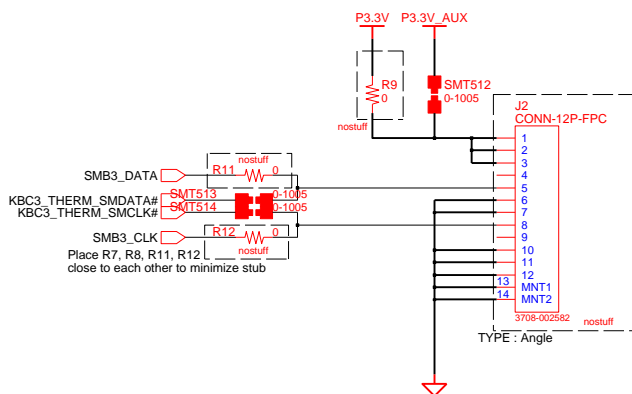 P3.3V
P3.3V_AUX
R9
0
nostuff
SMT512
0-1005
J2
CONN-12P-FPC
1
2
3
4
5
6
7
8
9
10
11
12
13 MNT1
14 MNT2
3708-002582
nostuff
TYPE : Angle
nostuff
SMB3_DATA R11 0
KBC3_THERM_SMDATA# SMT513 0-1005
KBC3_THERM_SMCLK# SMT514 0-1005
SMB3_CLK R12 0
nostuff
Place R7, R8, R11, R12
close to each other to minimize stub